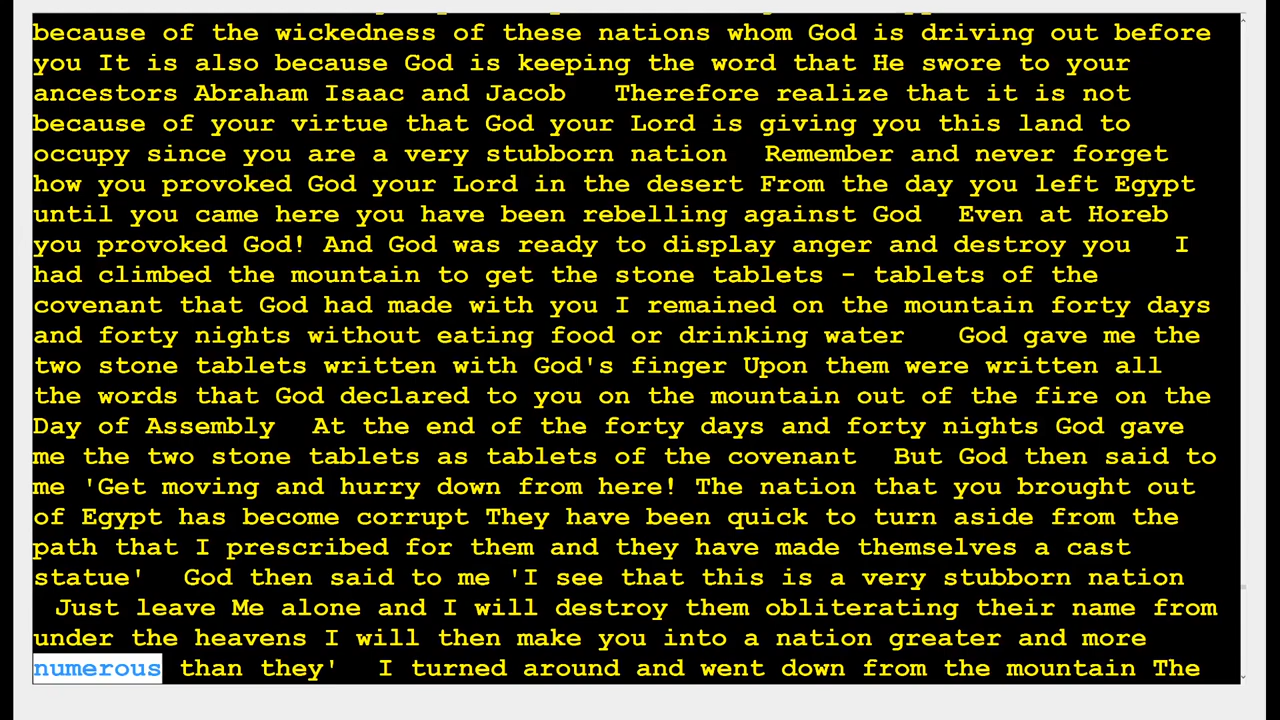 because of the wickedness of these nations whom God is driving out before
you It is also because God is keeping the word that He swore to your
ancestors Abraham Isaac and Jacob Therefore realize that it is not
because of your virtue that God your Lord is giving you this land to
occupy since you are a very stubborn nation Remember and never forget
how you provoked God your Lord in the desert From the day you left Egypt
until you came here you have been rebelling against God Even at Horeb
you provoked God! And God was ready to display anger and destroy you I
had climbed the mountain to get the stone tablets - tablets of the
covenant that God had made with you I remained on the mountain forty days
and forty nights without eating food or drinking water God gave me the
two stone tablets written with God's finger Upon them were written all
the words that God declared to you on the mountain out of the fire on the
Day of Assembly At the end of the forty days and forty nights God gave
me the two stone tablets as tablets of the covenant But God then said to
me 'Get moving and hurry down from here! The nation that you brought out
of Egypt has become corrupt They have been quick to turn aside from the
path that I prescribed for them and they have made themselves a cast
statue' God then said to me 'I see that this is a very stubborn nation
Just leave Me alone and I will destroy them obliterating their name from
under the heavens I will then make you into a nation greater and more
numerous than they' I turned around and went down from the mountain The